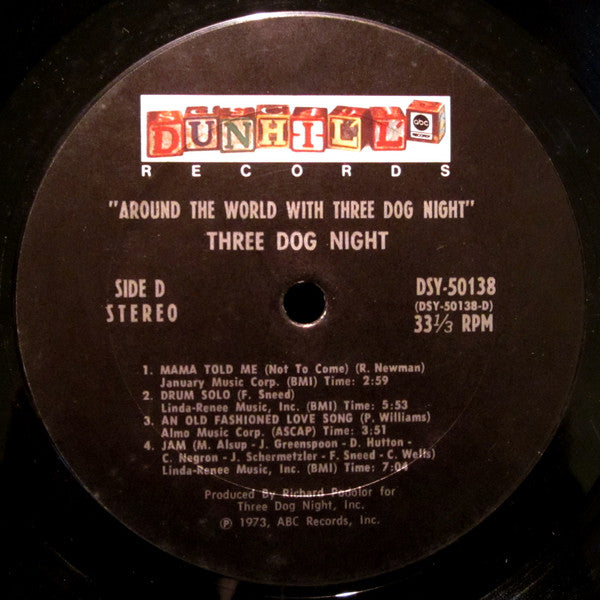 DUNHILL
abc
RECORDS
"AROUND THE WORLD WITH THREE DOG NIGHT"
THREE DOG NIGHT
SIDE D
STEREO
DSY-50138
(DSY-50138-D)
33⅓ RPM
1. MAMA TOLD ME (Not To Come) (R. Newman)
January Music Corp. (BMI) Time: 2:59
2. DRUM SOLO (F. Sneed)
Linda-Renee Music, Inc. (BMI) Time: 5:53
3. AN OLD FASHIONED LOVE SONG (P. Williams)
Almo Music Corp. (ASCAP) Time: 3:51
4. JAM (M. Alsup - J. Greenspoon - D. Hutton -
C. Negron - J. Schermetzler - F. Sneed - C. Wells)
Linda-Renee Music, Inc. (BMI) Time: 7:04
Produced By Richard Podolor for
Three Dog Night, Inc.
Ⓟ 1973, ABC Records, Inc.